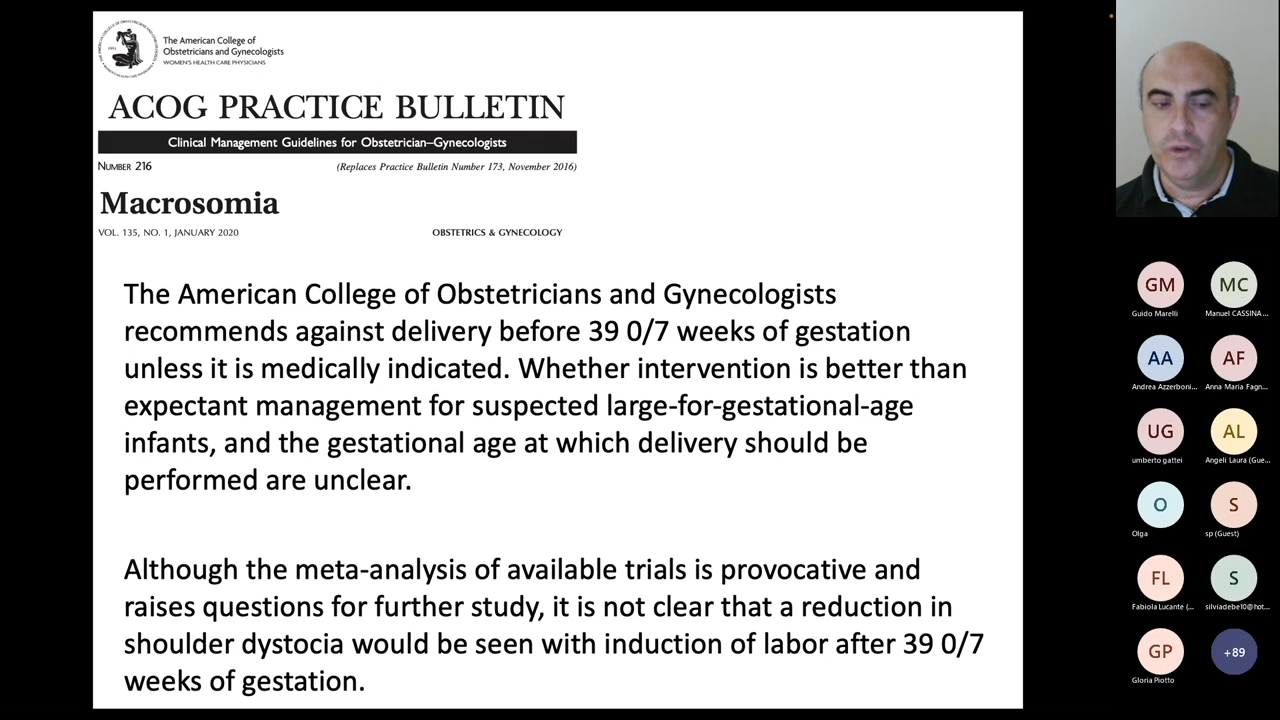 The American College of
Obstetricians and Gynecologists
WOMEN'S HEALTH CARE PHYSICIANS
ACOG PRACTICE BULLETIN
Clinical Management Guidelines for Obstetrician–Gynecologists
NUMBER 216
(Replaces Practice Bulletin Number 173, November 2016)
Macrosomia
VOL. 135, NO. 1, JANUARY 2020
OBSTETRICS & GYNECOLOGY
The American College of Obstetricians and Gynecologists
recommends against delivery before 39 0/7 weeks of gestation
unless it is medically indicated. Whether intervention is better than
expectant management for suspected large-for-gestational-age
infants, and the gestational age at which delivery should be
performed are unclear.
Although the meta-analysis of available trials is provocative and
raises questions for further study, it is not clear that a reduction in
shoulder dystocia would be seen with induction of labor after 39 0/7
weeks of gestation.
GM
MC
Guido Marelli
Manuel CASSINA...
AA
AF
Andrea Azzerboni...
Anna Maria Fagn...
UG
AL
umberto gattei
Angeli Laura (Gue...
O
S
Olga
sp (Guest)
FL
S
Fabiola Lucante (...
silviadebe10@hot...
GP
+89
Gloria Piotto